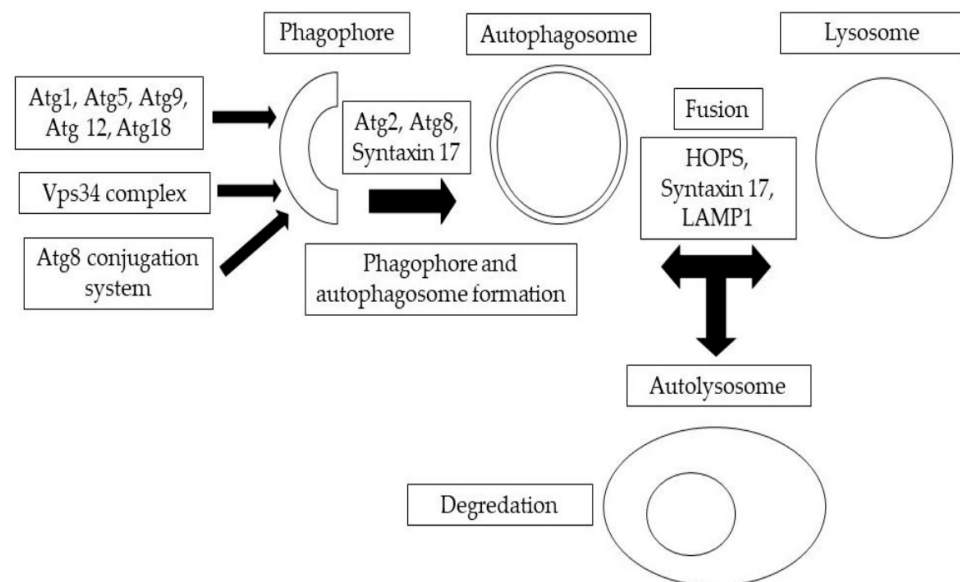 Phagophore
Autophagosome
Lysosome
Atg1, Atg5, Atg9,
Atg 12, Atg18
Vps34 complex
Atg8 conjugation
system
Atg2, Atg8,
Syntaxin 17
Phagophore and
autophagosome formation
Fusion
HOPS,
Syntaxin 17,
LAMP1
Autolysosome
Degredation